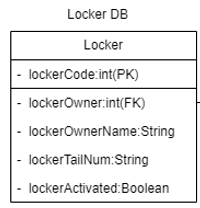 Locker DB
Locker
- lockerCode:int(PK)
- lockerOwner:int(FK)
- lockerOwnerName:String
- lockerTailNum:String
- lockerActivated:Boolean